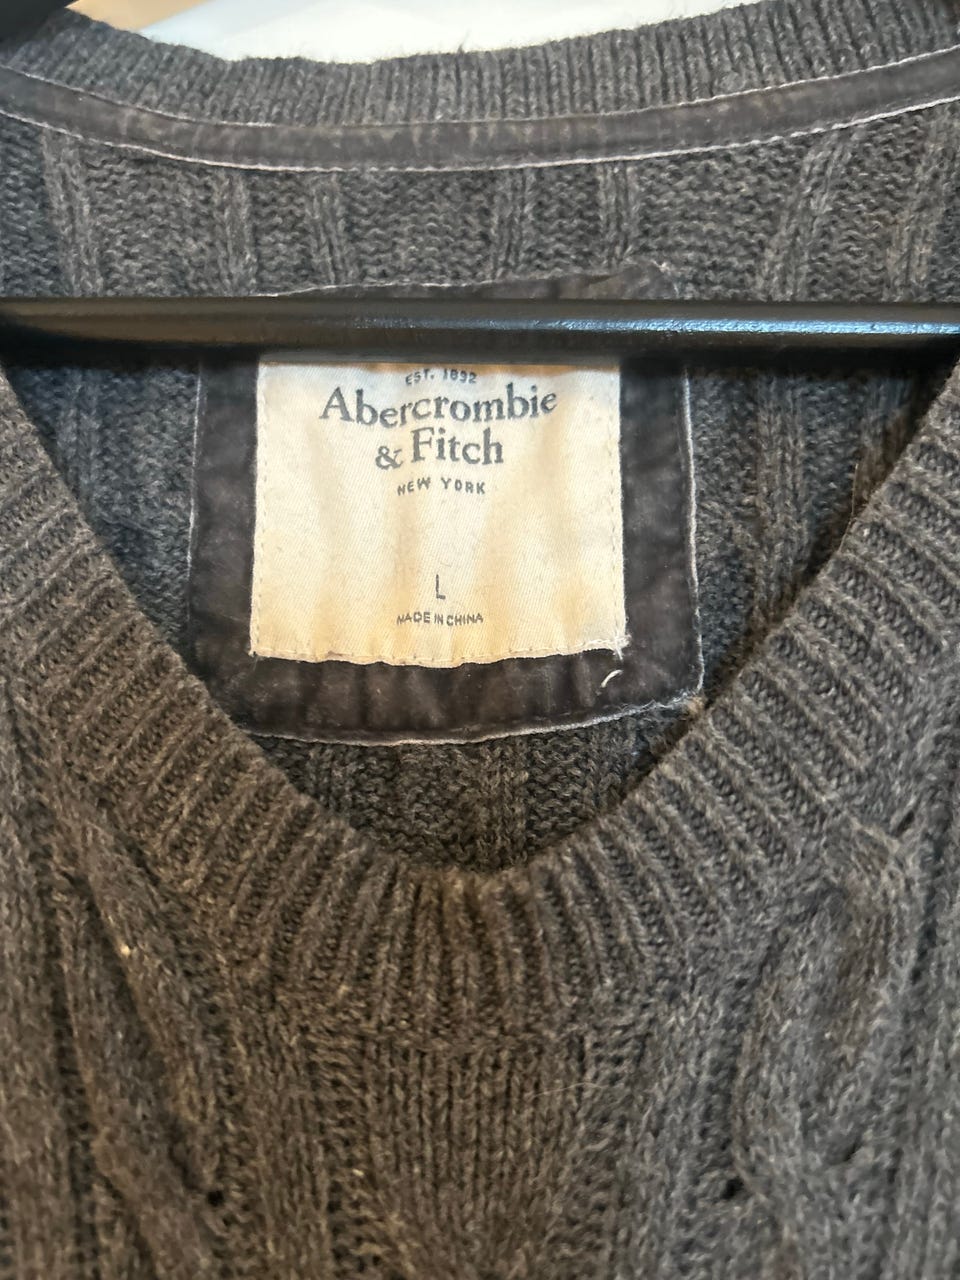 EST. 1892
Abercrombie
& Fitch
NEW YORK
L
MADE IN CHINA